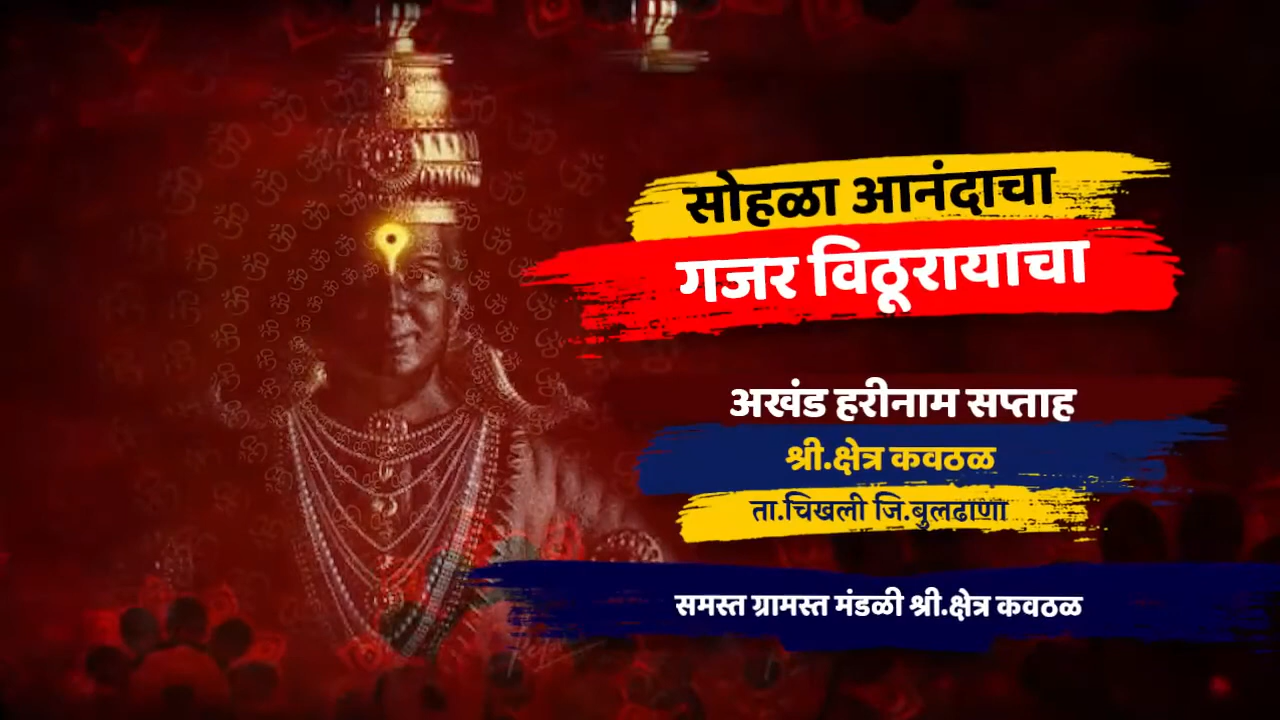 सोहळा आनंदाचा
गजर विठूरायाचा
अखंड हरीनाम सप्ताह
श्री.क्षेत्र कवठळ
ता.चिखली जि.बुलढाणा
समस्त ग्रामस्त मंडळी श्री.क्षेत्र कवठळ